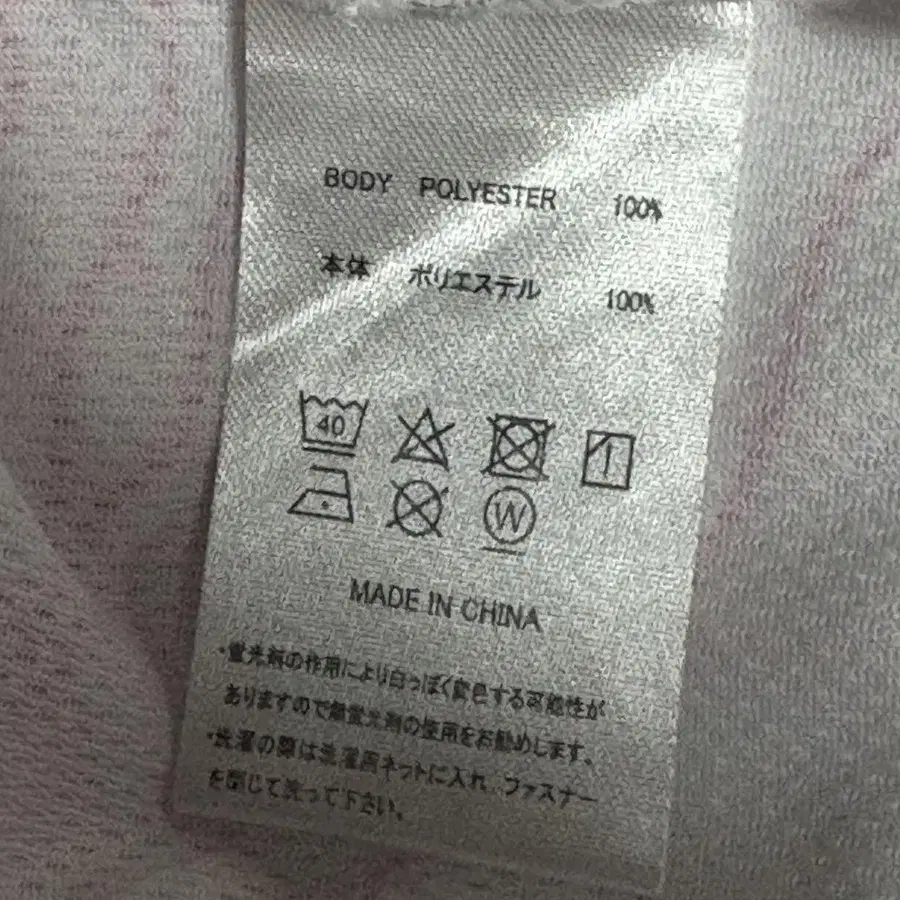 BODY POLYESTER 100%
本体 ポリエステル 100%
40
W
MADE IN CHINA
・蛍光剤の作用により白っぽく変色する可能性が
ありますので無蛍光剤の使用をお勧めします。
・洗濯の際は洗濯用ネットに入れ、ファスナー
を閉じて洗って下さい。